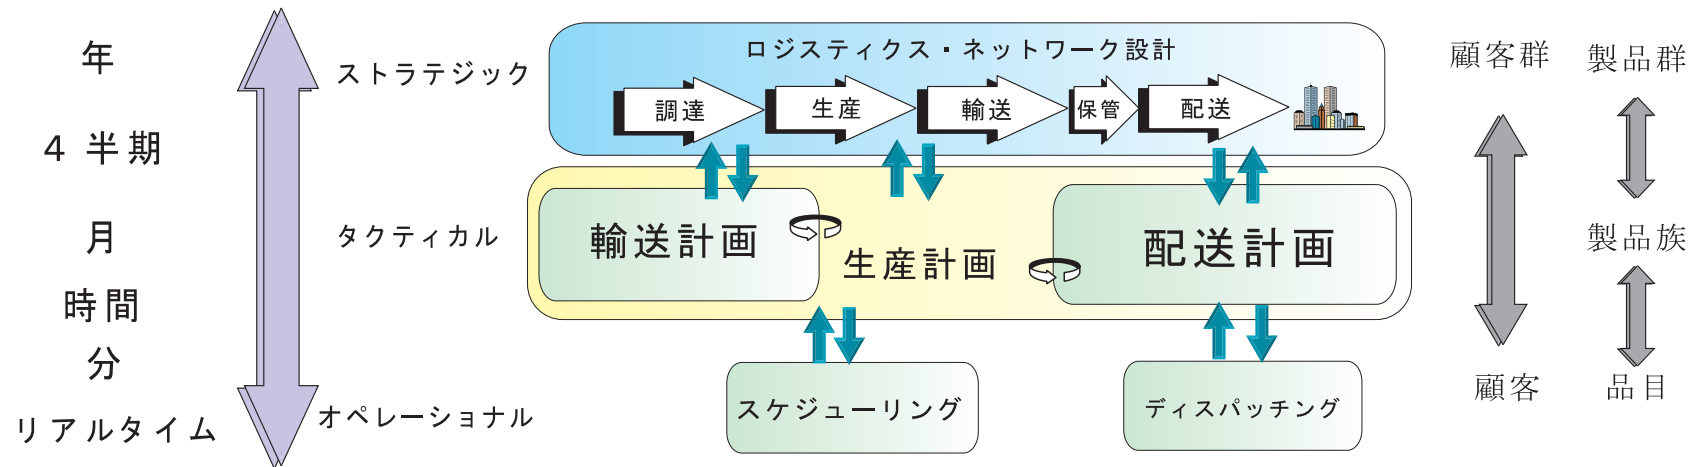 年
4 半期
月
時間
分
リアルタイム
ストラテジック
タクティカル
オペレーショナル
ロジスティクス・ネットワーク設計
調達
生産
輸送
保管
配送
輸送計画
生産計画
配送計画
スケジューリング
ディスパッチング
顧客群
顧客
製品群
製品族
品目